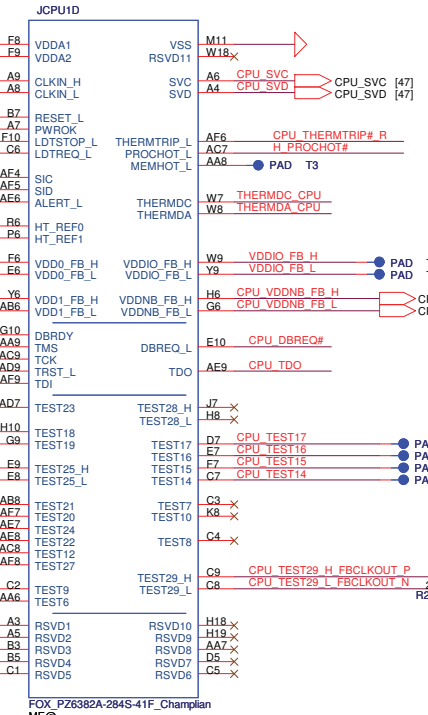 JCPU1D
F8 VDDA1 VSS M11
F9 VDDA2 RSVD11 W18
A9 CLKIN_H SVC A6 CPU_SVC CPU_SVC [47]
A8 CLKIN_L SVD A4 CPU_SVD CPU_SVD [47]
B7 RESET_L
A7 PWROK
F10 LDTSTOP_L THERMTRIP_L AF6 CPU_THERMTRIP#_R
C6 LDTREQ_L PROCHOT_L AC7 H_PROCHOT#
MEMHOT_L AA8 PAD T3
AF4 SIC
AF5 SID
AE6 ALERT_L THERMDC W7 THERMDC_CPU
THERMDA W8 THERMDA_CPU
R6 HT_REF0
P6 HT_REF1
F6 VDD0_FB_H VDDIO_FB_H W9 VDDIO_FB_H PAD
E6 VDD0_FB_L VDDIO_FB_L Y9 VDDIO_FB_L PAD
Y6 VDD1_FB_H VDDNB_FB_H H6 CPU_VDDNB_FB_H
AB6 VDD1_FB_L VDDNB_FB_L G6 CPU_VDDNB_FB_L
G10 DBRDY
AA9 TMS DBREQ_L E10 CPU_DBREQ#
AC9 TCK
AD9 TRST_L TDO AE9 CPU_TDO
AF9 TDI
AD7 TEST23 TEST28_H J7
TEST28_L H8
H10 TEST18
G9 TEST19 TEST17 D7 CPU_TEST17
TEST16 E7 CPU_TEST16
E9 TEST25_H TEST15 F7 CPU_TEST15
E8 TEST25_L TEST14 C7 CPU_TEST14
AB8 TEST21 TEST7 C3
AF7 TEST20 TEST10 K8
AE7 TEST24
AE8 TEST22 TEST8 C4
AC8 TEST12
AF8 TEST27
TEST29_H C9 CPU_TEST29_H_FBCLKOUT_P
C2 TEST9 TEST29_L C8 CPU_TEST29_L_FBCLKOUT_N
AA6 TEST6
A3 RSVD1 RSVD10 H18
A5 RSVD2 RSVD9 H19
B3 RSVD3 RSVD8 AA7
B5 RSVD4 RSVD7 D5
C1 RSVD5 RSVD6 C5
FOX_PZ6382A-284S-41F_Champlian